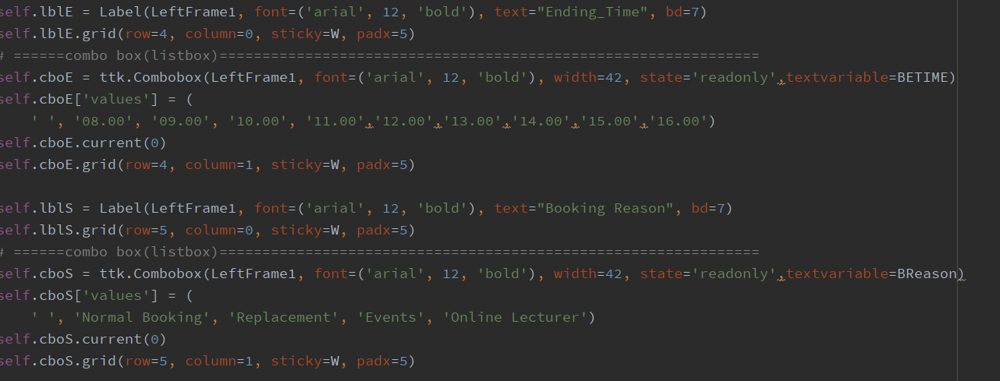 self.lblE = Label(LeftFrame1, font=('arial', 12, 'bold'), text="Ending_Time", bd=7)
self.lblE.grid(row=4, column=0, sticky=W, padx=5)
# ======combo box(listbox)===============================================================
self.cboE = ttk.Combobox(LeftFrame1, font=('arial', 12, 'bold'), width=42, state='readonly',textvariable=BETIME)
self.cboE['values'] = (
    ' ', '08.00', '09.00', '10.00', '11.00','12.00','13.00','14.00','15.00','16.00')
self.cboE.current(0)
self.cboE.grid(row=4, column=1, sticky=W, padx=5)

self.lblS = Label(LeftFrame1, font=('arial', 12, 'bold'), text="Booking Reason", bd=7)
self.lblS.grid(row=5, column=0, sticky=W, padx=5)
# ======combo box(listbox)===============================================================
self.cboS = ttk.Combobox(LeftFrame1, font=('arial', 12, 'bold'), width=42, state='readonly',textvariable=BReason)
self.cboS['values'] = (
    ' ', 'Normal Booking', 'Replacement', 'Events', 'Online Lecturer')
self.cboS.current(0)
self.cboS.grid(row=5, column=1, sticky=W, padx=5)